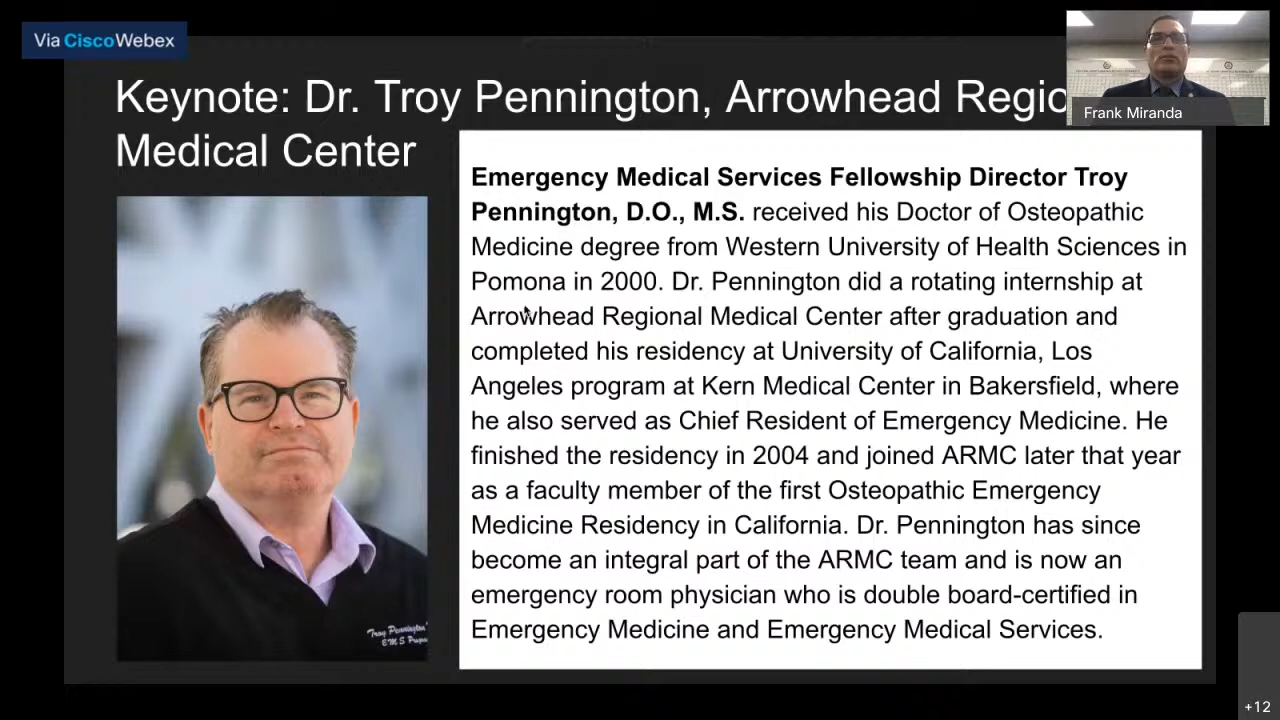 Via CiscoWebex
Keynote: Dr. Troy Pennington, Arrowhead Regio
Medical Center
Frank Miranda
Emergency Medical Services Fellowship Director Troy
Pennington, D.O., M.S. received his Doctor of Osteopathic
Medicine degree from Western University of Health Sciences in
Pomona in 2000. Dr. Pennington did a rotating internship at
Arrowhead Regional Medical Center after graduation and
completed his residency at University of California, Los
Angeles program at Kern Medical Center in Bakersfield, where
he also served as Chief Resident of Emergency Medicine. He
finished the residency in 2004 and joined ARMC later that year
as a faculty member of the first Osteopathic Emergency
Medicine Residency in California. Dr. Pennington has since
become an integral part of the ARMC team and is now an
emergency room physician who is double board-certified in
Emergency Medicine and Emergency Medical Services.
Troy Pennington
EMS
+12